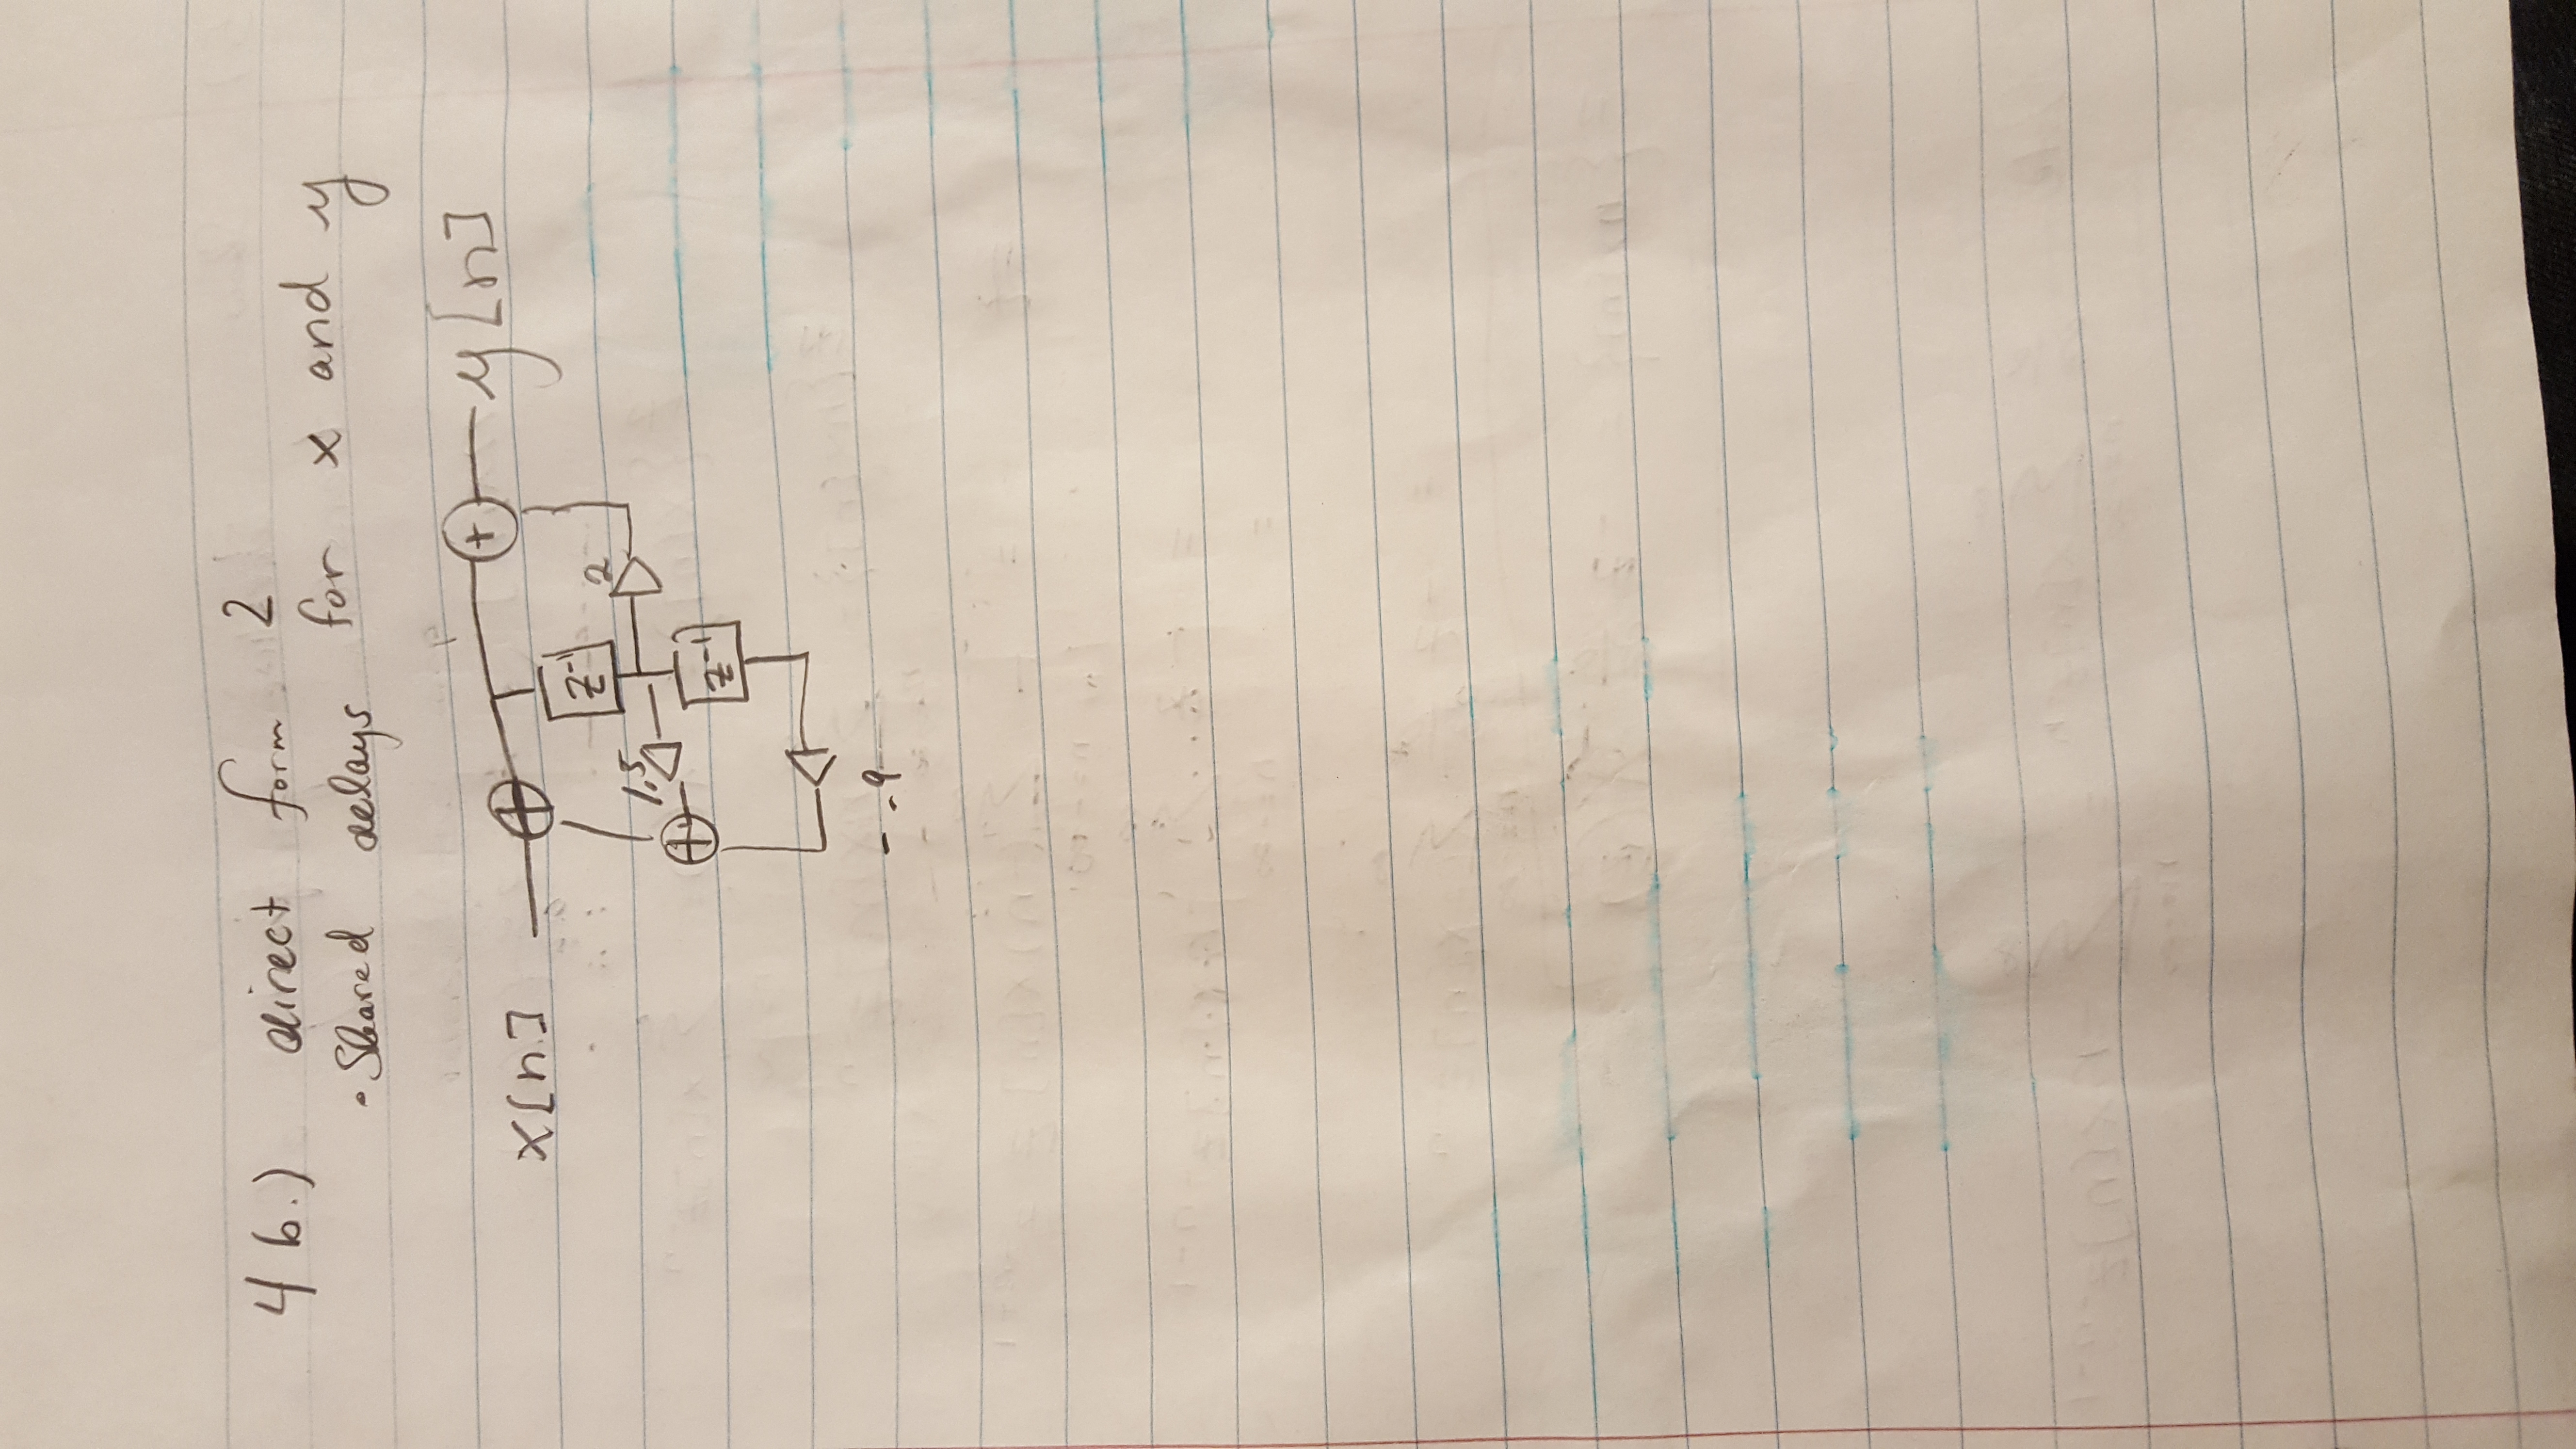 4 b.) direct form 2
• Shared delays for x and y
x[n] + + y[n]
z⁻¹
1.5 2
+ z⁻¹
- .9